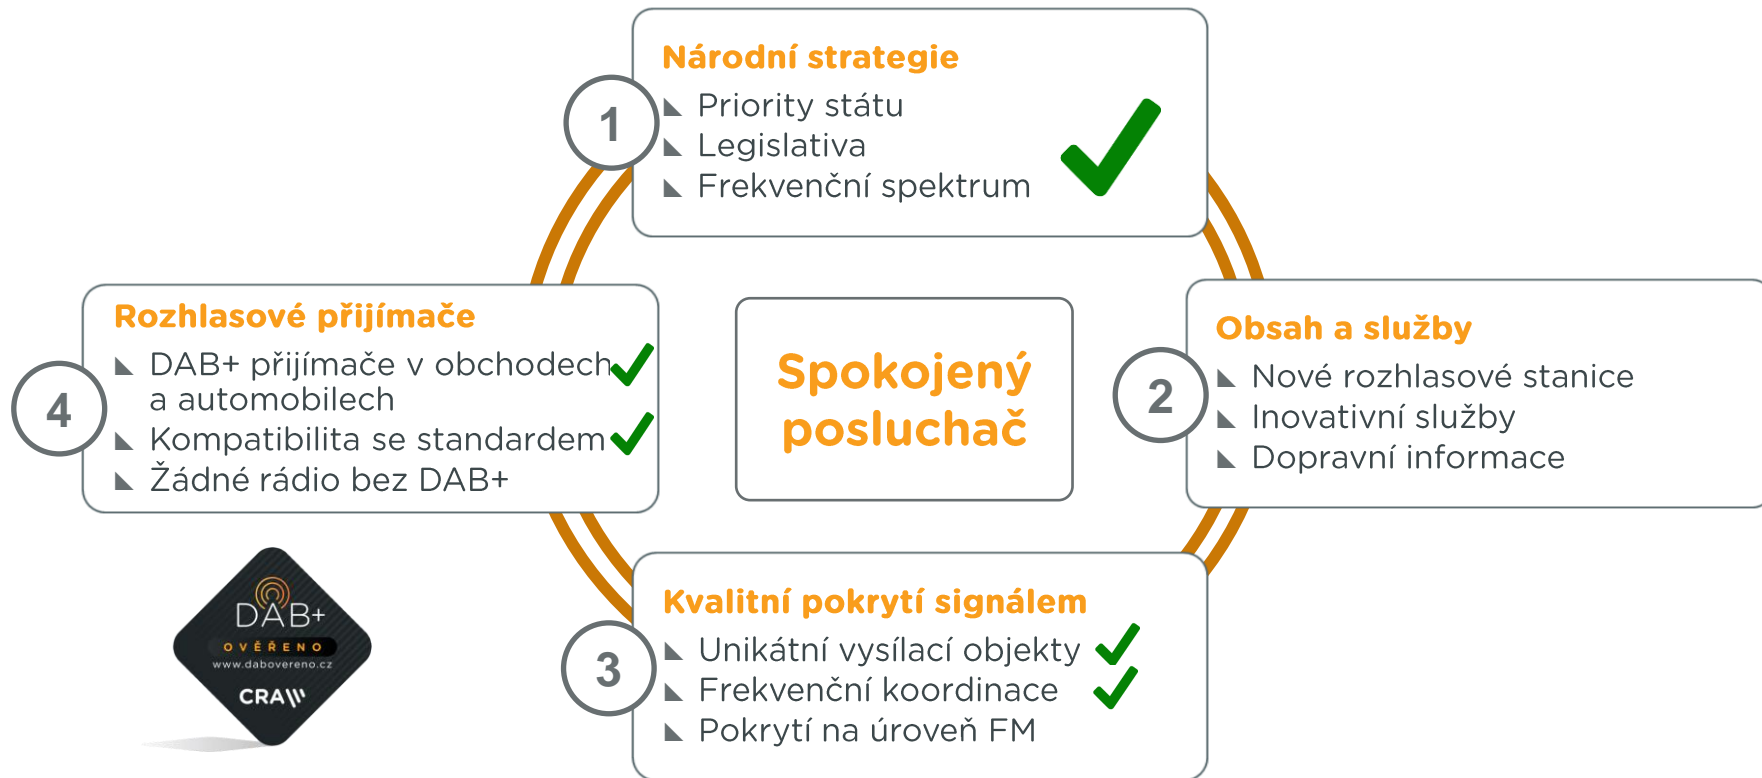 Národní strategie
1
Priority státu
Legislativa
Frekvenční spektrum
Obsah a služby
2
Nové rozhlasové stanice
Inovativní služby
Dopravní informace
Kvalitní pokrytí signálem
3
Unikátní vysílací objekty
Frekvenční koordinace
Pokrytí na úroveň FM
Rozhlasové přijímače
4
DAB+ přijímače v obchodech
a automobilech
Kompatibilita se standardem
Žádné rádio bez DAB+
Spokojený
posluchač
DAB+
OVĚŘENO
www.dabovereno.cz
CRA